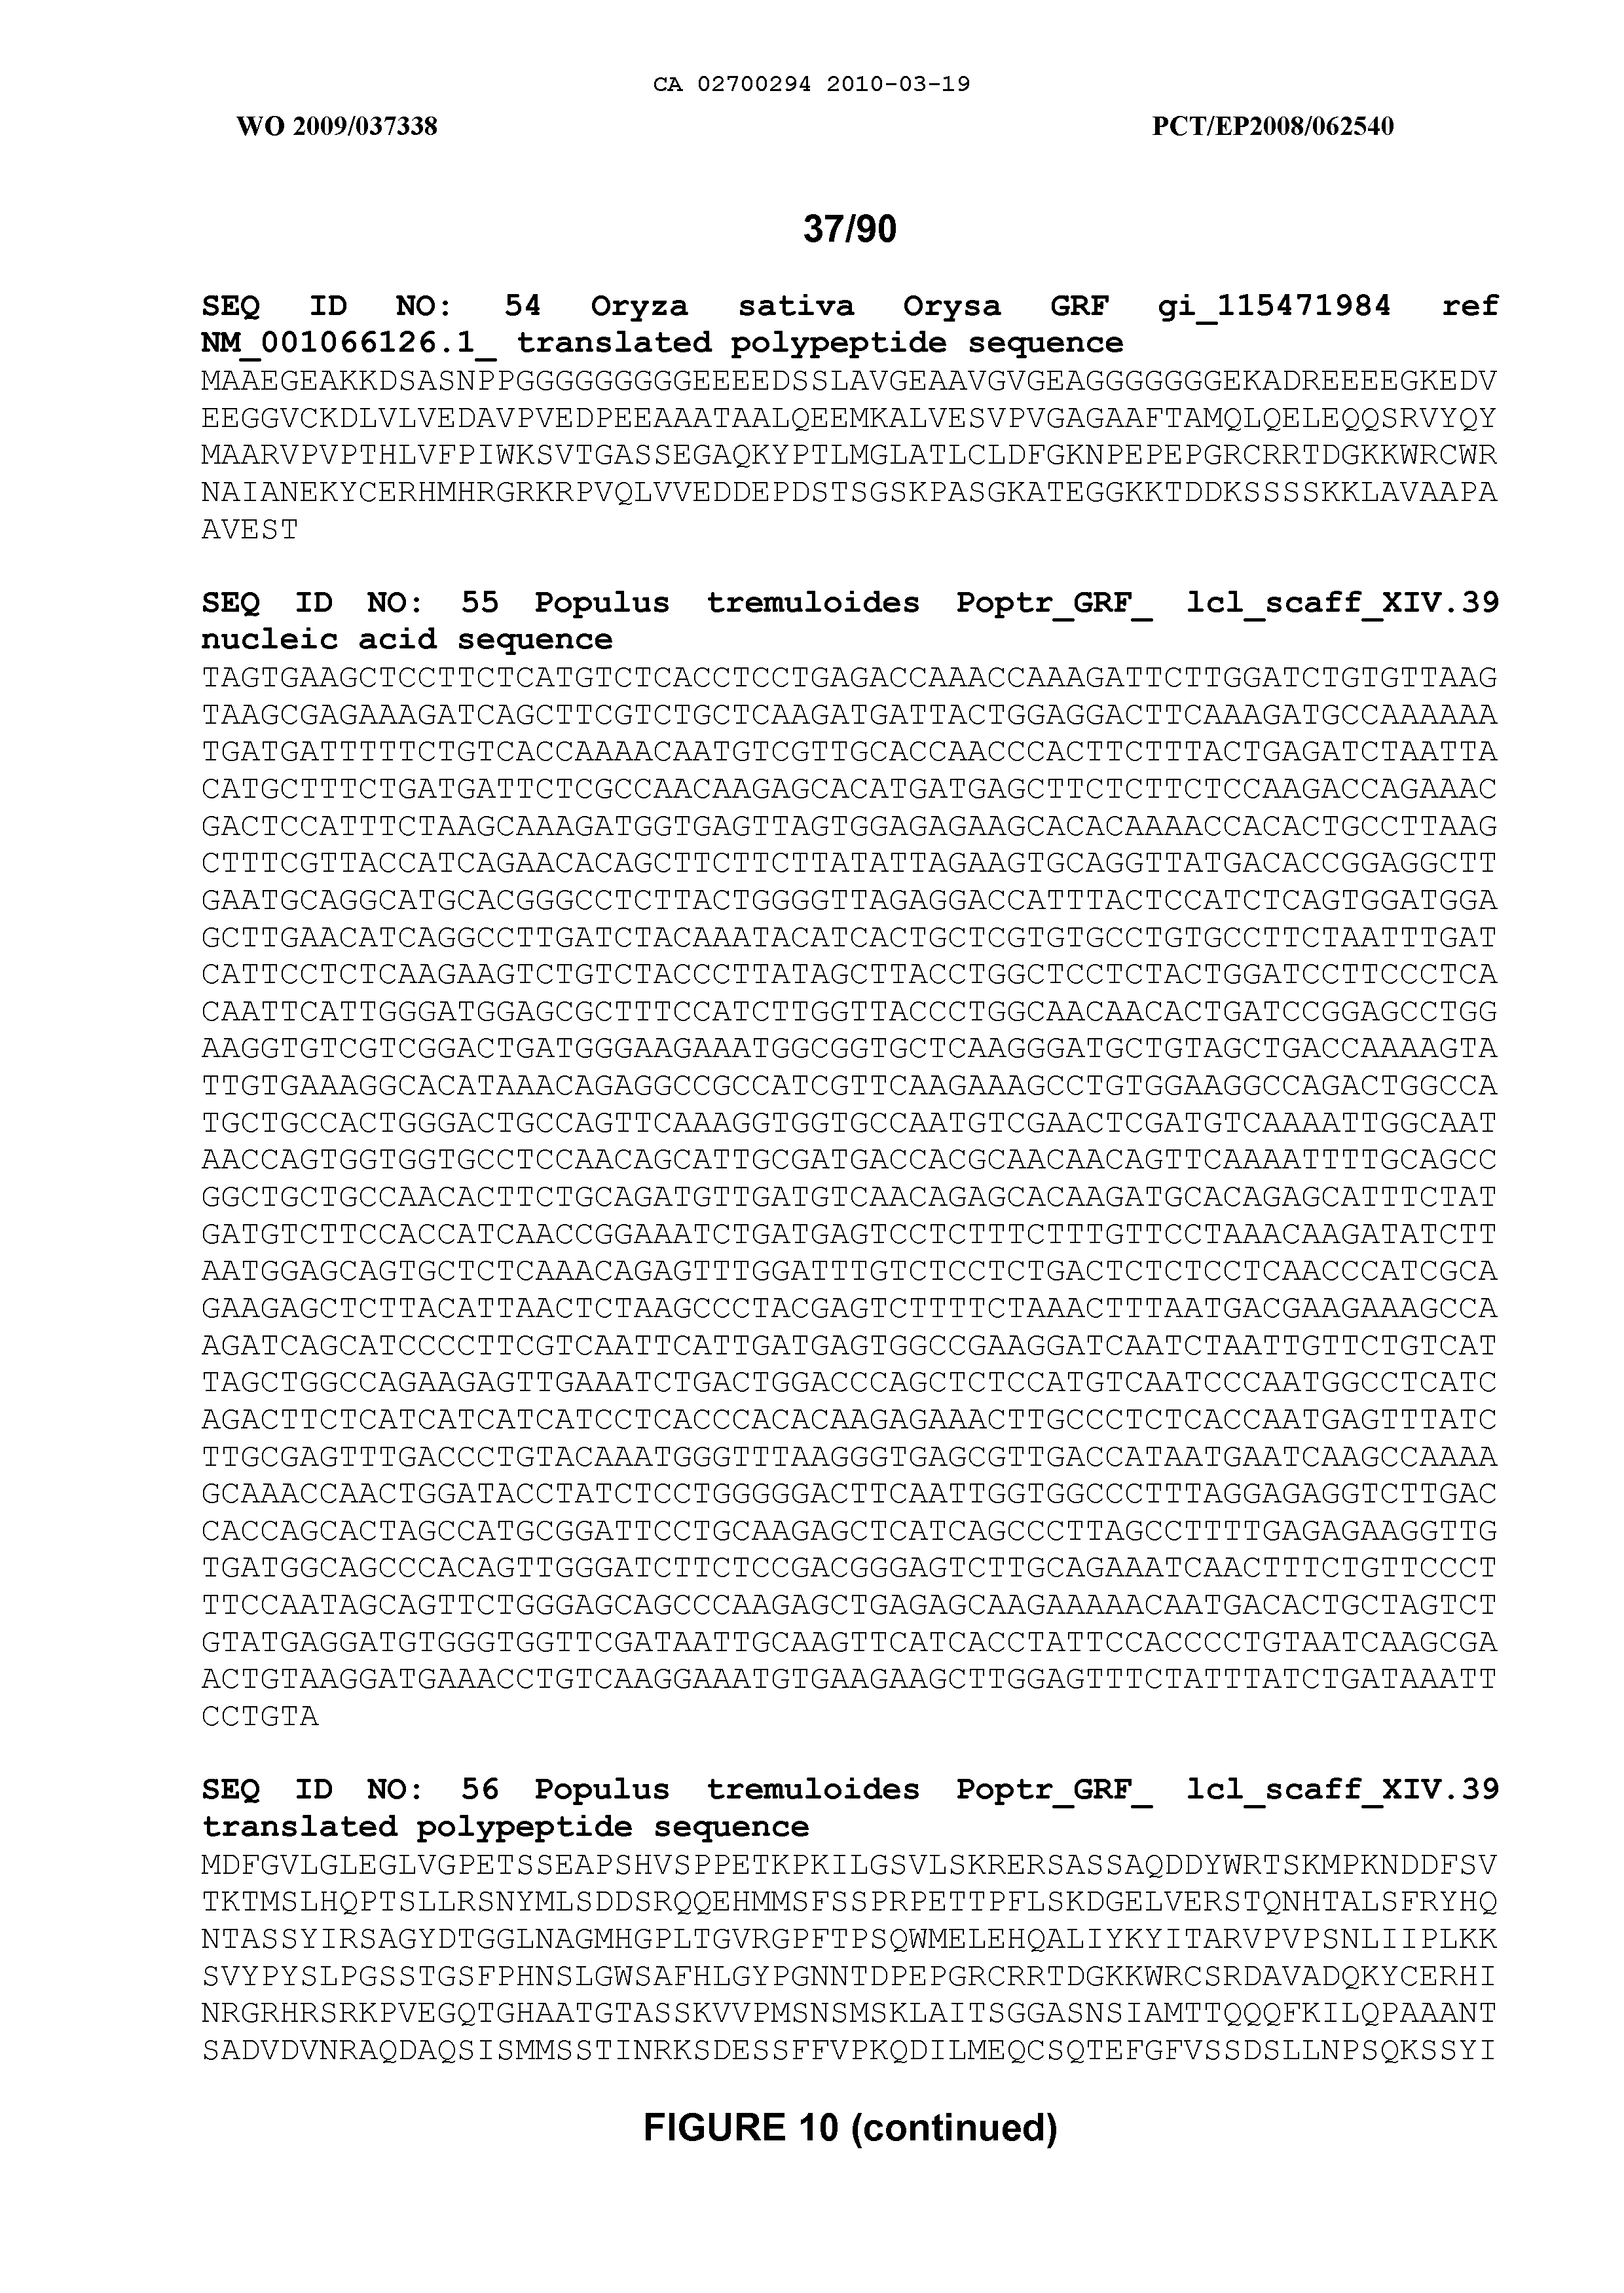 CA 02700294 2010-03-19
WO 2009/037338 PCT/EP2008/062540
37/90
SEQ ID NO: 54 Oryza sativa Orysa GRF gi_115471984 ref
NM_001066126.1_ translated polypeptide sequence
MAAEGEAKKDSASNPPGGGGGGGGGEEEEDSSLAVGEAAVGVGEAGGGGGGGEKADREEEEGKEDV
EEGGVCKDLVLVEDAVPVEDPEEAAATAALQEEMKALVESVPVGAGAAFTAMQLQELEQQSRVYQY
MAARVPVPTHLVFPIWKSVTGASSEGAQKYPTLMGLATLCLDFGKNPEPEPGRCRRTDGKKWRCWR
NAIANEKYCERHMHRGRKRPVQLVVEDDEPDSTSGSKPASGKATEGGKKTDDKSSSSKKLAVAAPA
AVEST
SEQ ID NO: 55 Populus tremuloides Poptr_GRF_ lcl_scaff_XIV.39
nucleic acid sequence
TAGTGAAGCTCCTTCTCATGTCTCACCTCCTGAGACCAAACCAAAGATTCTTGGATCTGTGTTAAG
TAAGCGAGAAAGATCAGCTTCGTCTGCTCAAGATGATTACTGGAGGACTTCAAAGATGCCAAAAAA
TGATGATTTTTCTGTCACCAAAACAATGTCGTTGCACCAACCCACTTCTTTACTGAGATCTAATTA
CATGCTTTCTGATGATTCTCGCCAACAAGAGCACATGATGAGCTTCTCTTCTCCAAGACCAGAAAC
GACTCCATTTCTAAGCAAAGATGGTGAGTTAGTGGAGAGAAGCACACAAAACCACACTGCCTTAAG
CTTTCGTTACCATCAGAACACAGCTTCTTCTTATATTAGAAGTGCAGGTTATGACACCGGAGGCTT
GAATGCAGGCATGCACGGGCCTCTTACTGGGGTTAGAGGACCATTTACTCCATCTCAGTGGATGGA
GCTTGAACATCAGGCCTTGATCTACAAATACATCACTGCTCGTGTGCCTGTGCCTTCTAATTTGAT
CATTCCTCTCAAGAAGTCTGTCTACCCTTATAGCTTACCTGGCTCCTCTACTGGATCCTTCCCTCA
CAATTCATTGGGATGGAGCGCTTTCCATCTTGGTTACCCTGGCAACAACACTGATCCGGAGCCTGG
AAGGTGTCGTCGGACTGATGGGAAGAAATGGCGGTGCTCAAGGGATGCTGTAGCTGACCAAAAGTA
TTGTGAAAGGCACATAAACAGAGGCCGCCATCGTTCAAGAAAGCCTGTGGAAGGCCAGACTGGCCA
TGCTGCCACTGGGACTGCCAGTTCAAAGGTGGTGCCAATGTCGAACTCGATGTCAAAATTGGCAAT
AACCAGTGGTGGTGCCTCCAACAGCATTGCGATGACCACGCAACAACAGTTCAAAATTTTGCAGCC
GGCTGCTGCCAACACTTCTGCAGATGTTGATGTCAACAGAGCACAAGATGCACAGAGCATTTCTAT
GATGTCTTCCACCATCAACCGGAAATCTGATGAGTCCTCTTTCTTTGTTCCTAAACAAGATATCTT
AATGGAGCAGTGCTCTCAAACAGAGTTTGGATTTGTCTCCTCTGACTCTCTCCTCAACCCATCGCA
GAAGAGCTCTTACATTAACTCTAAGCCCTACGAGTCTTTTCTAAACTTTAATGACGAAGAAAGCCA
AGATCAGCATCCCCTTCGTCAATTCATTGATGAGTGGCCGAAGGATCAATCTAATTGTTCTGTCAT
TAGCTGGCCAGAAGAGTTGAAATCTGACTGGACCCAGCTCTCCATGTCAATCCCAATGGCCTCATC
AGACTTCTCATCATCATCATCCTCACCCACACAAGAGAAACTTGCCCTCTCACCAATGAGTTTATC
TTGCGAGTTTGACCCTGTACAAATGGGTTTAAGGGTGAGCGTTGACCATAATGAATCAAGCCAAAA
GCAAACCAACTGGATACCTATCTCCTGGGGGACTTCAATTGGTGGCCCTTTAGGAGAGGTCTTGAC
CACCAGCACTAGCCATGCGGATTCCTGCAAGAGCTCATCAGCCCTTAGCCTTTTGAGAGAAGGTTG
TGATGGCAGCCCACAGTTGGGATCTTCTCCGACGGGAGTCTTGCAGAAATCAACTTTCTGTTCCCT
TTCCAATAGCAGTTCTGGGAGCAGCCCAAGAGCTGAGAGCAAGAAAAACAATGACACTGCTAGTCT
GTATGAGGATGTGGGTGGTTCGATAATTGCAAGTTCATCACCTATTCCACCCCTGTAATCAAGCGA
ACTGTAAGGATGAAACCTGTCAAGGAAATGTGAAGAAGCTTGGAGTTTCTATTTATCTGATAAATT
CCTGTA
SEQ ID NO: 56 Populus tremuloides Poptr_GRF_ lcl_scaff_XIV.39
translated polypeptide sequence
MDFGVLGLEGLVGPETSSEAPSHVSPPETKPKILGSVLSKRERSASSAQDDYWRTSKMPKNDDFSV
TKTMSLHQPTSLLRSNYMLSDDSRQQEHMMSFSSPRPETTPFLSKDGELVERSTQNHTALSFRYHQ
NTASSYIRSAGYDTGGLNAGMHGPLTGVRGPFTPSQWMELEHQALIYKYITARVPVPSNLIIPLKK
SVYPYSLPGSSTGSFPHNSLGWSAFHLGYPGNNTDPEPGRCRRTDGKKWRCSRDAVADQKYCERHI
NRGRHRSRKPVEGQTGHAATGTASSKVVPMSNSMSKLAITSGGASNSIAMTTQQQFKILQPAAANT
SADVDVNRAQDAQSISMMSSTINRKSDESSFFVPKQDILMEQCSQTEFGFVSSDSLLNPSQKSSYI
FIGURE 10 (continued)